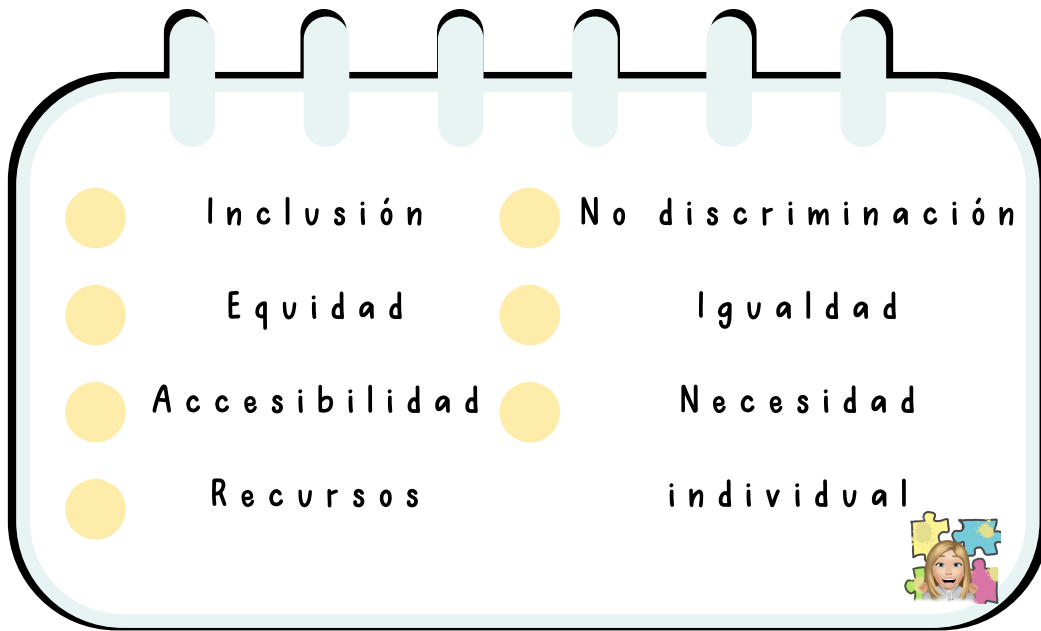 Inclusión
Equidad
Accesibilidad
Recursos
No discriminación
Igualdad
Necesidad
individual